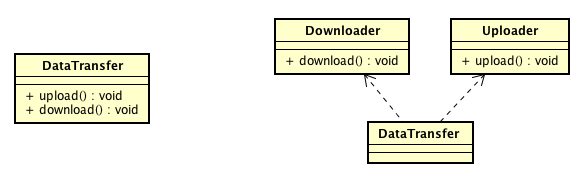 DataTransfer
+ upload() : void
+ download() : void
Downloader
+ download() : void
Uploader
+ upload() : void
DataTransfer